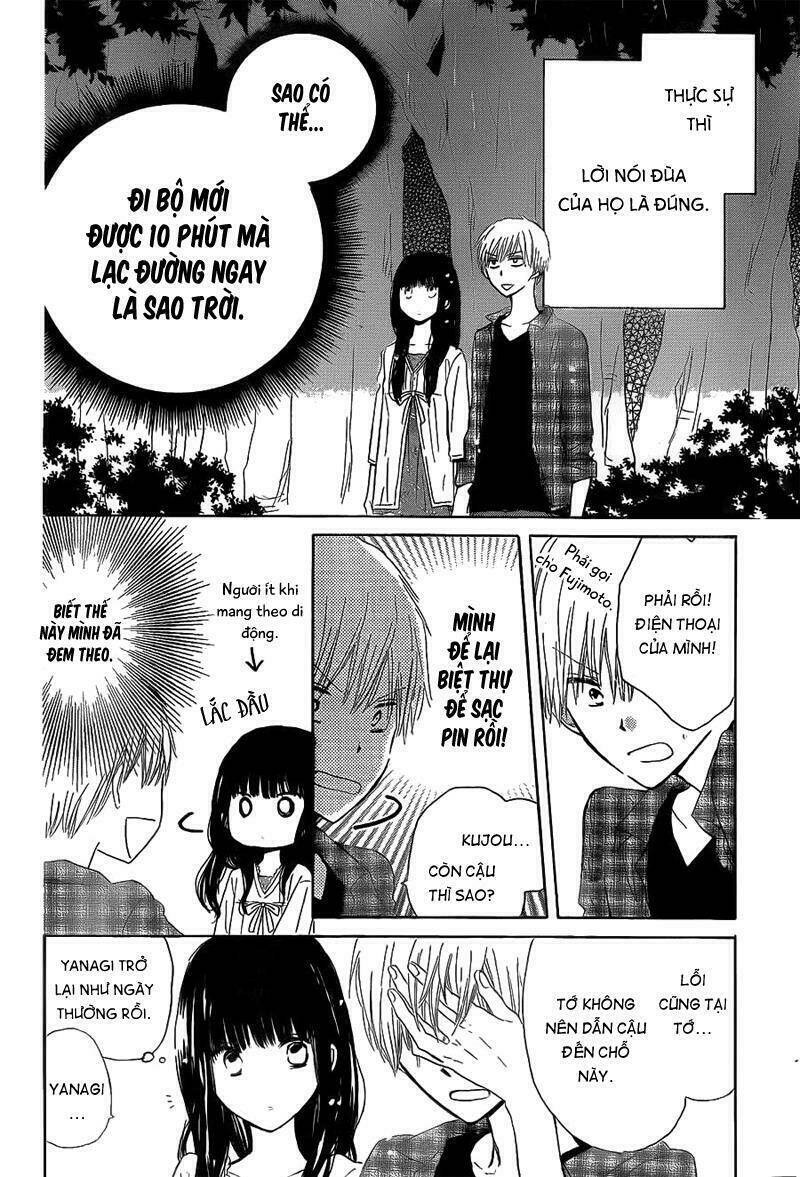 THỰC SỰ
THÌ
LỜI NÓI ĐÙA
CỦA HỌ LÀ ĐÚNG.
SAO CÓ
THỂ...
ĐI BỘ MỚI
ĐƯỢC 10 PHÚT MÀ
LẠC ĐƯỜNG NGAY
LÀ SAO TRỜI.
PHẢI RỒI!
ĐIỆN THOẠI
CỦA MÌNH!
Phải gọi
cho Fujimoto.
MÌNH
ĐỂ LẠI
BIỆT THỰ
ĐỂ SẠC
PIN RỒI!
KUJOU...
CÒN CẬU
THÌ SAO?
Người ít khi
mang theo di
động.
LẮC ĐẦU
BIẾT THẾ
NÀY MÌNH ĐÃ
ĐEM THEO.
LỖI
CŨNG TẠI
TỚ...
TỚ KHÔNG
NÊN DẪN CẬU
ĐẾN CHỖ
NÀY.
YANAGI TRỞ
LẠI NHƯ NGÀY
THƯỜNG RỒI.
YANAGI
...